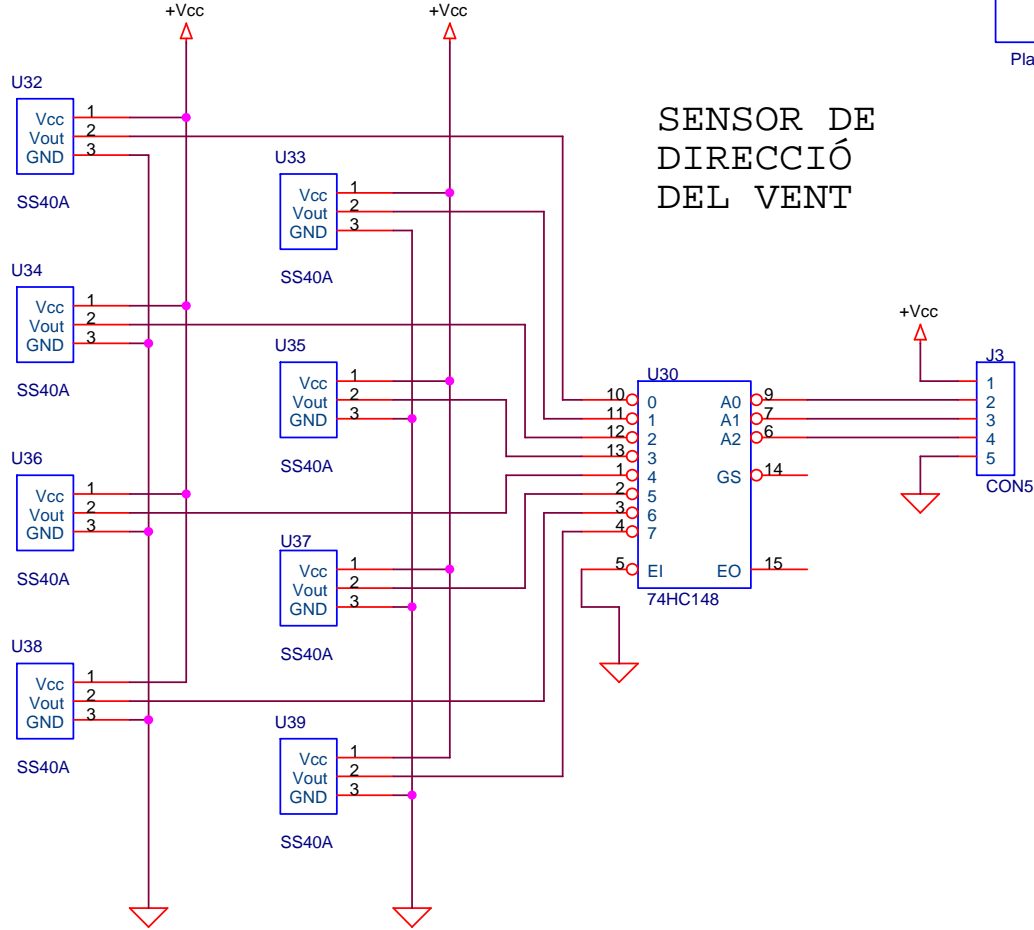 +Vcc
+Vcc
Pla
U32
Vcc 1
Vout 2
GND 3
SS40A
SENSOR DE
DIRECCIÓ
DEL VENT
U33
Vcc 1
Vout 2
GND 3
SS40A
U34
Vcc 1
Vout 2
GND 3
SS40A
U35
Vcc 1
Vout 2
GND 3
SS40A
U36
Vcc 1
Vout 2
GND 3
SS40A
U37
Vcc 1
Vout 2
GND 3
SS40A
U38
Vcc 1
Vout 2
GND 3
SS40A
U39
Vcc 1
Vout 2
GND 3
SS40A
U30
10 0 A0 9
11 1 A1 7
12 2 A2 6
13 3
1 4 GS 14
2 5
3 6
4 7
5 EI EO 15
74HC148
+Vcc
J3
1
2
3
4
5
CON5